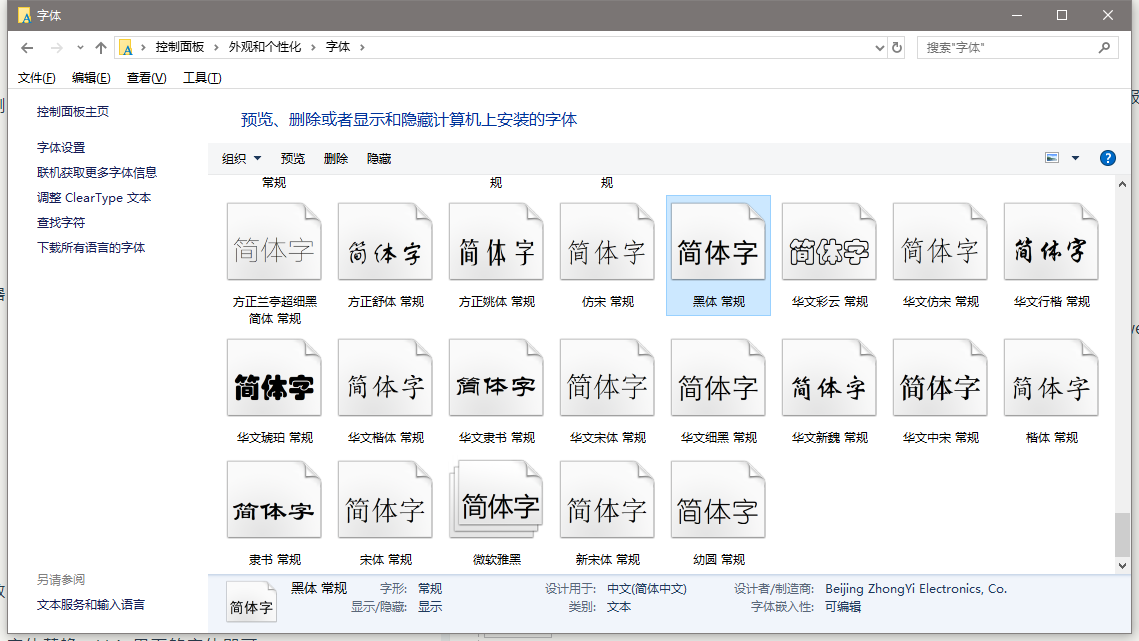 字体
控制面板 外观和个性化 字体
搜索"字体"
文件(F) 编辑(E) 查看(V) 工具(T)
控制面板主页
字体设置
联机获取更多字体信息
调整 ClearType 文本
查找字符
下载所有语言的字体
另请参阅
文本服务和输入语言
预览、删除或者显示和隐藏计算机上安装的字体
组织 预览 删除 隐藏
常规 规 规
简体字 简体字 简体字 简体字 简体字 简体字 简体字 简体字
方正兰亭超细黑 方正舒体 常规 方正姚体 常规 仿宋 常规 黑体 常规 华文彩云 常规 华文仿宋 常规 华文行楷 常规
简体 常规
简体字 简体字 简体字 简体字 简体字 简体字 简体字 简体字
华文琥珀 常规 华文楷体 常规 华文隶书 常规 华文宋体 常规 华文细黑 常规 华文新魏 常规 华文中宋 常规 楷体 常规
简体字 简体字 简体字 简体字 简体字
隶书 常规 宋体 常规 微软雅黑 新宋体 常规 幼圆 常规
简体字
黑体 常规 字形: 常规 设计用于: 中文(简体中文) 设计者/制造商: Beijing ZhongYi Electronics, Co.
显示/隐藏: 显示 类别: 文本 字体嵌入性: 可编辑